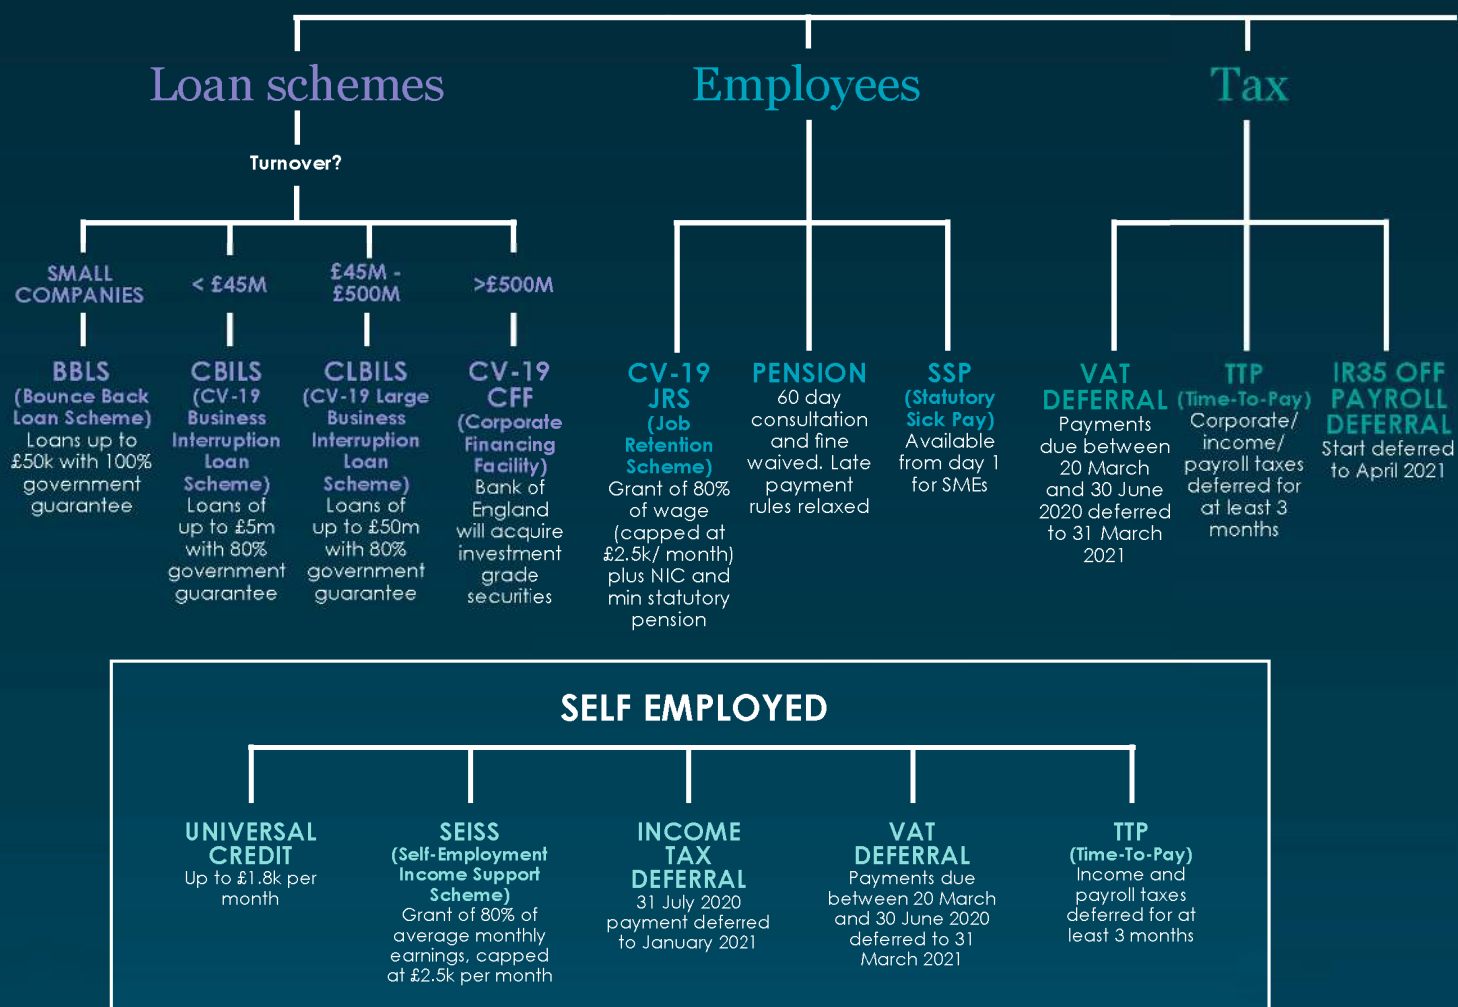 Loan schemes
Turnover?
SMALL
COMPANIES
BBLS
(Bounce Back
Loan Scheme)
Loans up to
£50k with 100%
government
guarantee
< £45M
CBILS
(CV-19
Business
Interruption
Loan
Scheme)
Loans of
up to £5m
with 80%
government
guarantee
£45M -
£500M
CLBILS
(CV-19 Large
Business
Interruption
Loan
Scheme)
Loans of
up to £50m
with 80%
government
guarantee
>£500M
CV-19
CFF
(Corporate
Financing
Facility)
Bank of
England
will acquire
investment
grade
securities
Employees
CV-19
JRS
(Job
Retention
Scheme)
Grant of 80%
of wage
(capped at
£2.5k/ month)
plus NIC and
min statutory
pension
PENSION
60 day
consultation
and fine
waived. Late
payment
rules relaxed
SSP
(Statutory
Sick Pay)
Available
from day 1
for SMEs
Tax
VAT
DEFERRAL
Payments
due between
20 March
and 30 June
2020 deferred
to 31 March
2021
TTP
(Time-To-Pay)
Corporate/
income/
payroll taxes
deferred for
at least 3
months
IR35 OFF
PAYROLL
DEFERRAL
Start deferred
to April 2021
SELF EMPLOYED
UNIVERSAL
CREDIT
Up to £1.8k per
month
SEISS
(Self-Employment
Income Support
Scheme)
Grant of 80% of
average monthly
earnings, capped
at £2.5k per month
INCOME
TAX
DEFERRAL
31 July 2020
payment deferred
to January 2021
VAT
DEFERRAL
Payments due
between 20 March
and 30 June 2020
deferred to 31
March 2021
TTP
(Time-To-Pay)
Income and
payroll taxes
deferred for at
least 3 months